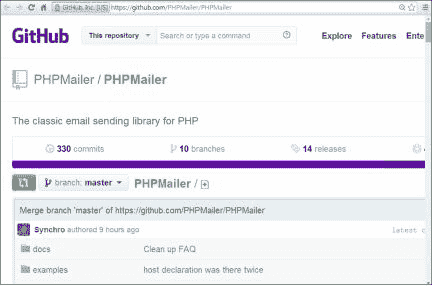 GitHub, Inc. [US] https://github.com/PHPMailer/PHPMailer
GitHub This repository Search or type a command Explore Features Ente
PHPMailer / PHPMailer
The classic email sending library for PHP
330 commits 10 branches 14 releases
branch: master PHPMailer /
Merge branch 'master' of https://github.com/PHPMailer/PHPMailer
Synchro authored 9 hours ago latest c
docs Clean up FAQ
examples host declaration was there twice